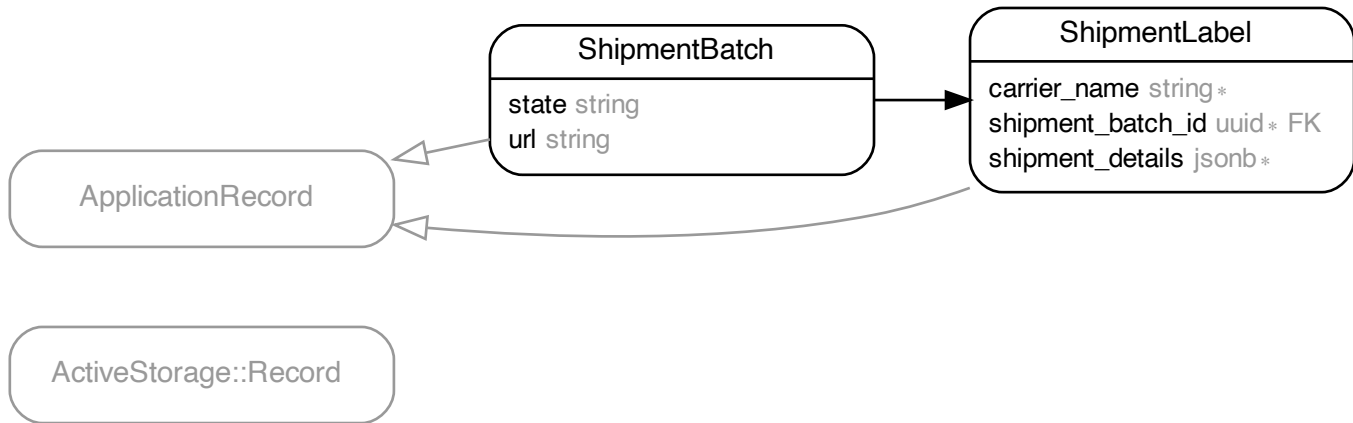 ShipmentBatch
state string
url string
ShipmentLabel
carrier_name string∗
shipment_batch_id uuid∗ FK
shipment_details jsonb∗
ApplicationRecord
ActiveStorage::Record